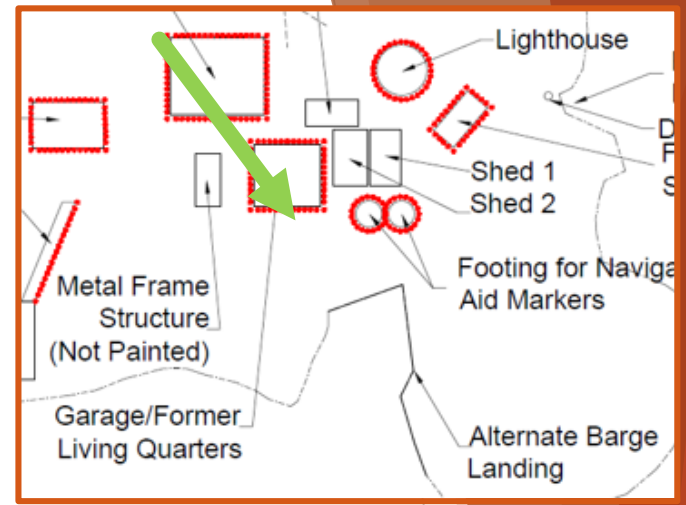 Lighthouse
D
F
S
Shed 1
Shed 2
Footing for Naviga
Aid Markers
Metal Frame
Structure
(Not Painted)
Garage/Former
Living Quarters
Alternate Barge
Landing